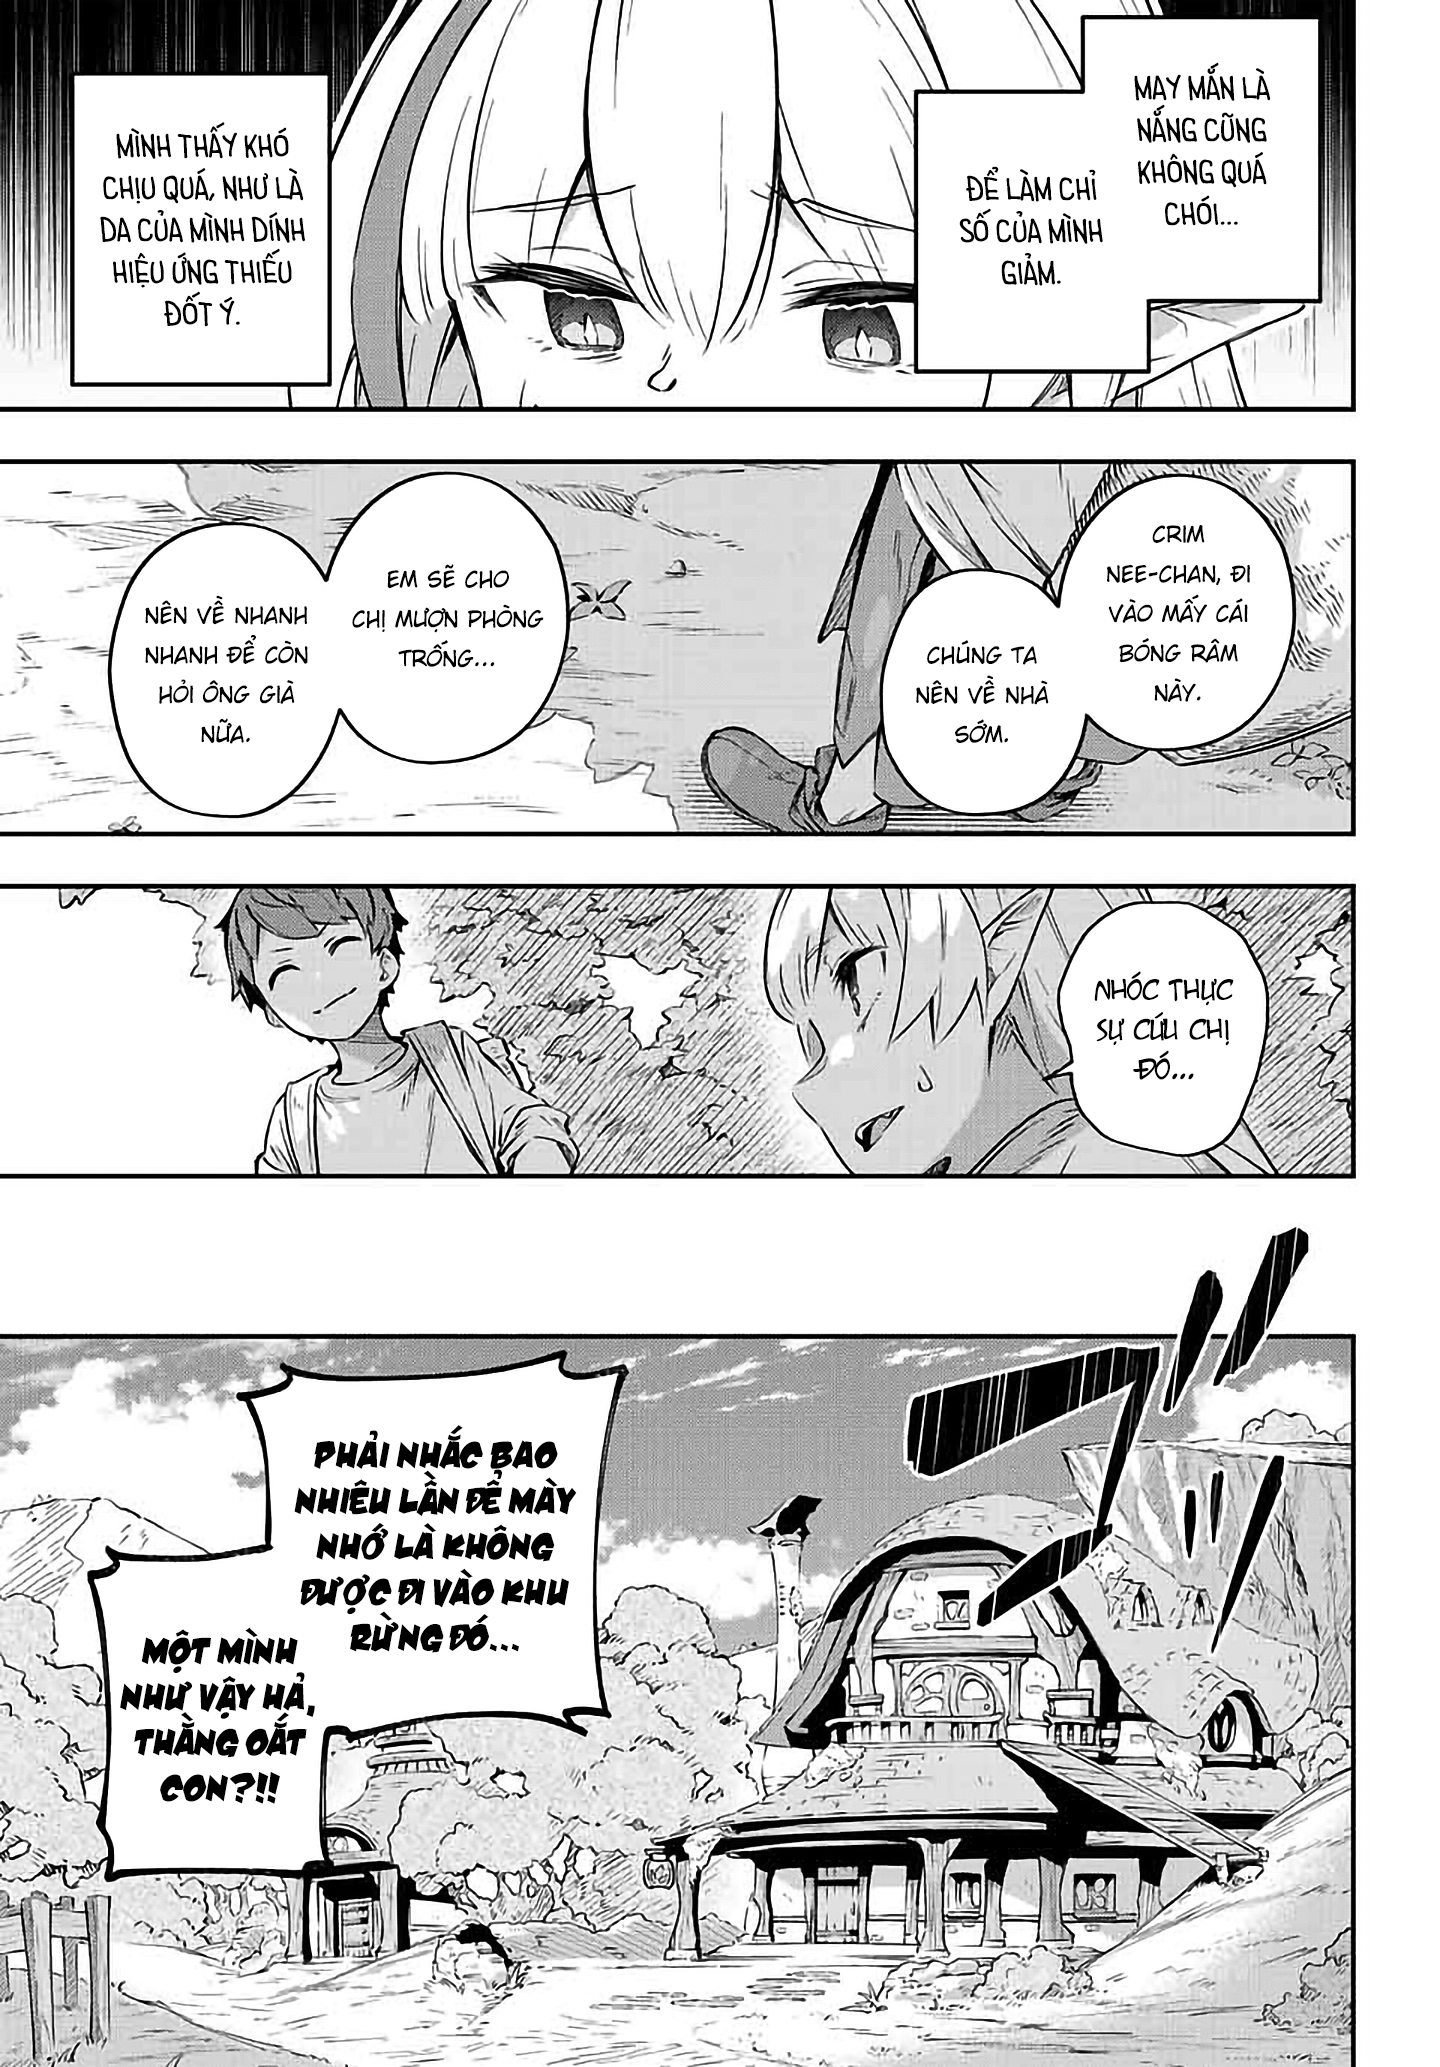 MAY MẮN LÀ
NẮNG CŨNG
KHÔNG QUÁ
CHÓI...
ĐỂ LÀM CHỈ
SỐ CỦA MÌNH
GIẢM.
MÌNH THẤY KHÓ
CHỊU QUÁ, NHƯ LÀ
DA CỦA MÌNH DÍNH
HIỆU ỨNG THIẾU
ĐỐT Ý.
CRIM
NEE-CHAN, ĐI
VÀO MẤY CÁI
BÓNG RÂM
NÀY.
CHÚNG TA
NÊN VỀ NHÀ
SỚM.
EM SẼ CHO
CHỊ MƯỢN PHÒNG
TRỐNG...
NÊN VỀ NHANH
NHANH ĐỂ CÒN
HỎI ÔNG GIÀ
NỮA.
NHÓC THỰC
SỰ CỨU CHỊ
ĐÓ...
PHẢI NHẮC BAO
NHIÊU LẦN ĐỂ MÀY
NHỚ LÀ KHÔNG
ĐƯỢC ĐI VÀO KHU
RỪNG ĐÓ...
MỘT MÌNH
NHƯ VẬY HẢ,
THẰNG OẮT
CON?!!